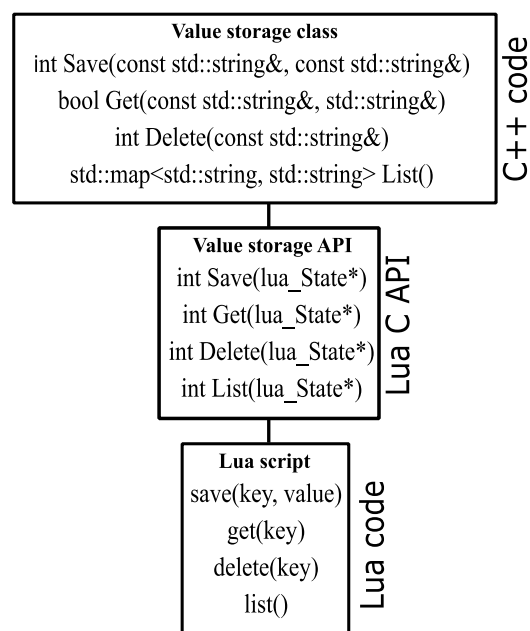 Value storage class
int Save(const std::string&, const std::string&)
bool Get(const std::string&, std::string&)
int Delete(const std::string&)
std::map<std::string, std::string> List()
C++ code
Value storage API
int Save(lua_State*)
int Get(lua_State*)
int Delete(lua_State*)
int List(lua_State*)
Lua C API
Lua script
save(key, value)
get(key)
delete(key)
list()
Lua code